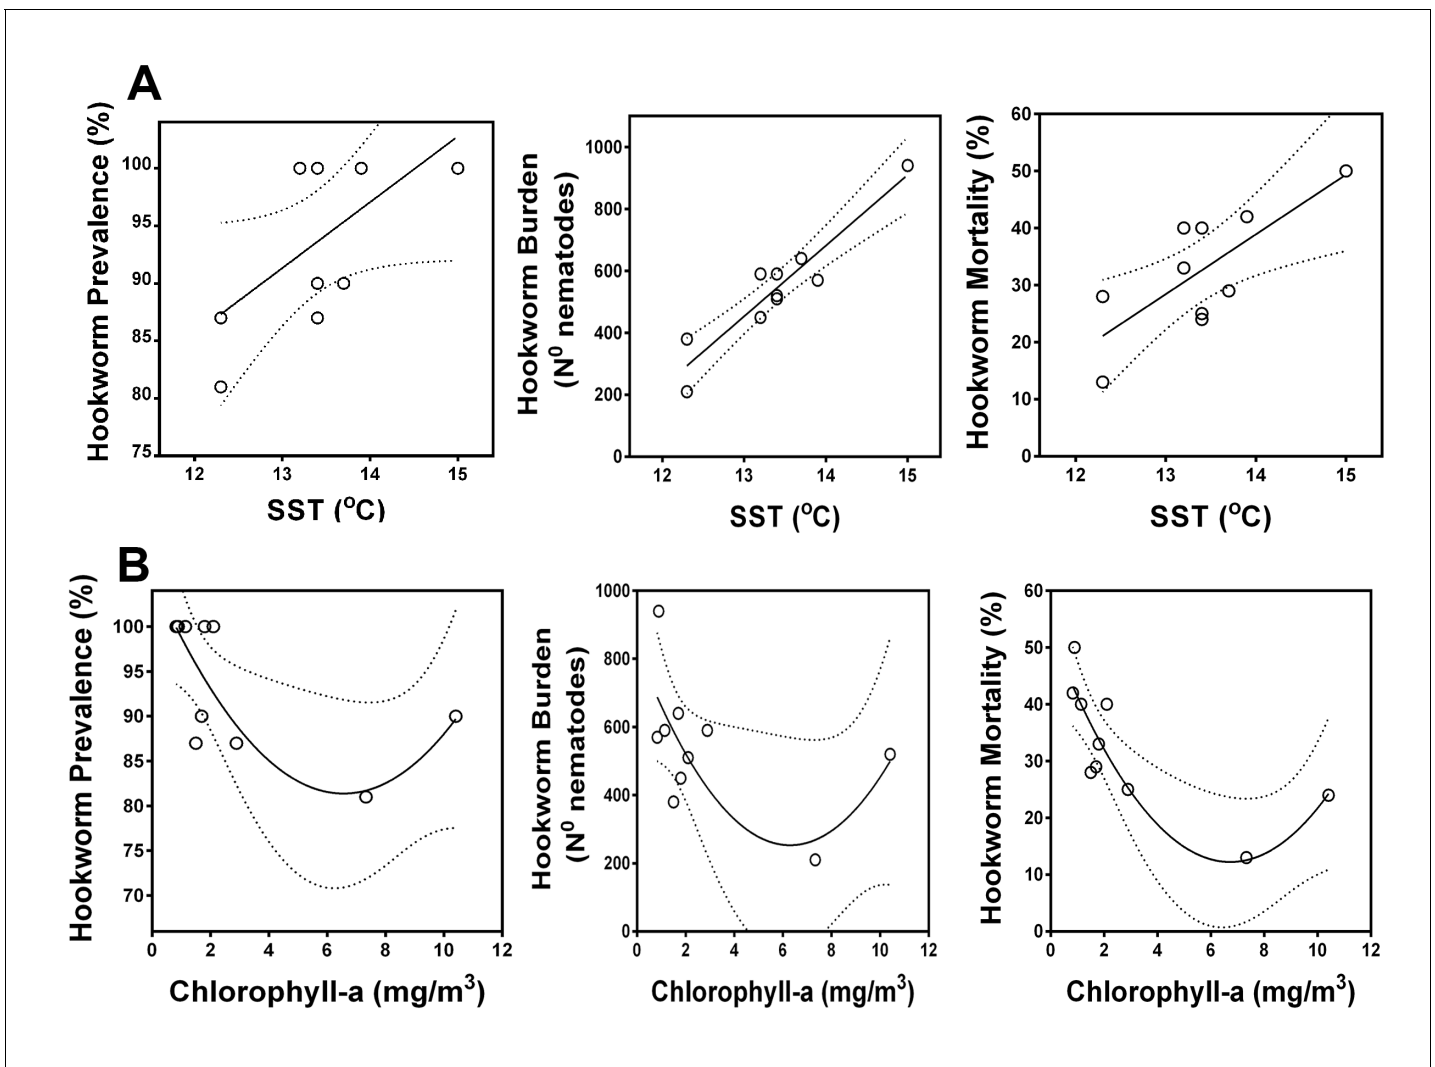 A
Hookworm Prevalence (%)
100
95
90
85
80
75
12 13 14 15
SST (⁰C)
Hookworm Burden
(N⁰ nematodes)
1000
800
600
400
200
0
12 13 14 15
SST (⁰C)
Hookworm Mortality (%)
60
50
40
30
20
10
0
12 13 14 15
SST (⁰C)
B
Hookworm Prevalence (%)
100
95
90
85
80
75
70
0 2 4 6 8 10 12
Chlorophyll-a (mg/m³)
Hookworm Burden
(N⁰ nematodes)
1000
800
600
400
200
0
0 2 4 6 8 10 12
Chlorophyll-a (mg/m³)
Hookworm Mortality (%)
60
50
40
30
20
10
0
0 2 4 6 8 10 12
Chlorophyll-a (mg/m³)